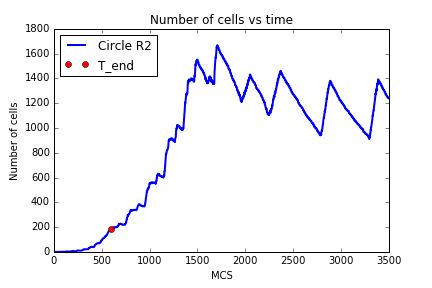 Number of cells vs time
Number of cells
1800
1600
1400
1200
1000
800
600
400
200
0
Circle R2
T_end
0 500 1000 1500 2000 2500 3000 3500
MCS